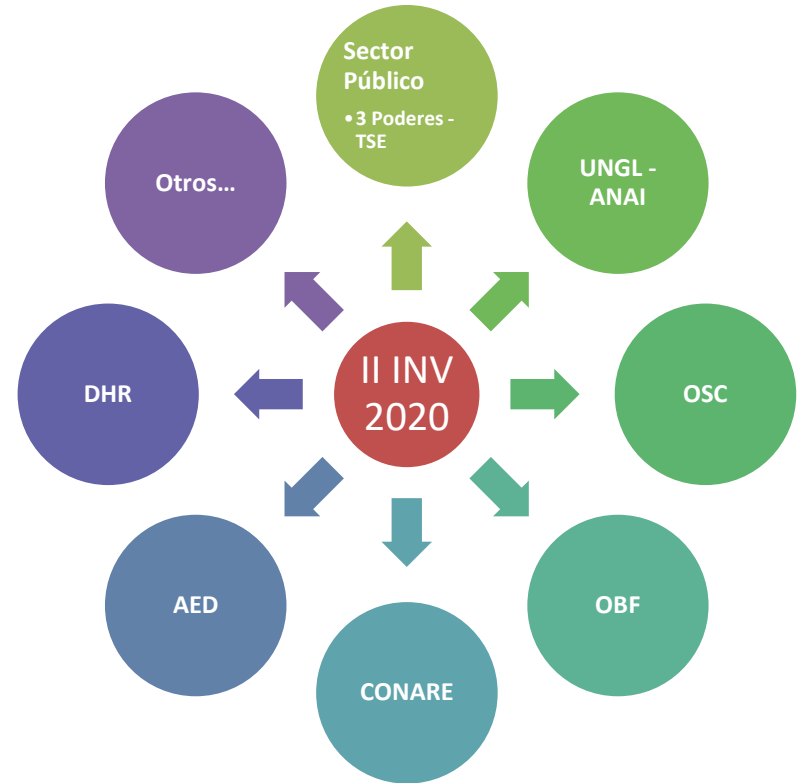 Sector
Público
• 3 Poderes -
TSE
UNGL -
ANAI
OSC
OBF
CONARE
AED
DHR
Otros...
II INV
2020